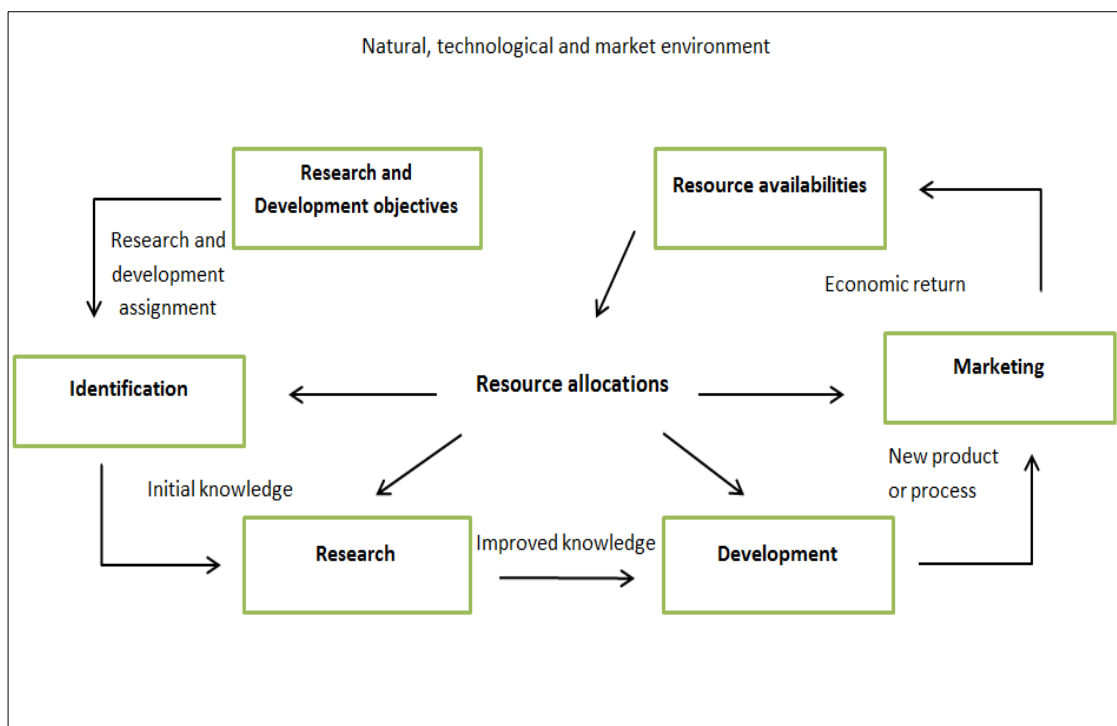 Natural, technological and market environment
Research and
Development objectives
Resource availabilities
Research and
development
assignment
Economic return
Identification
Resource allocations
Marketing
Initial knowledge
New product
or process
Research
Improved knowledge
Development